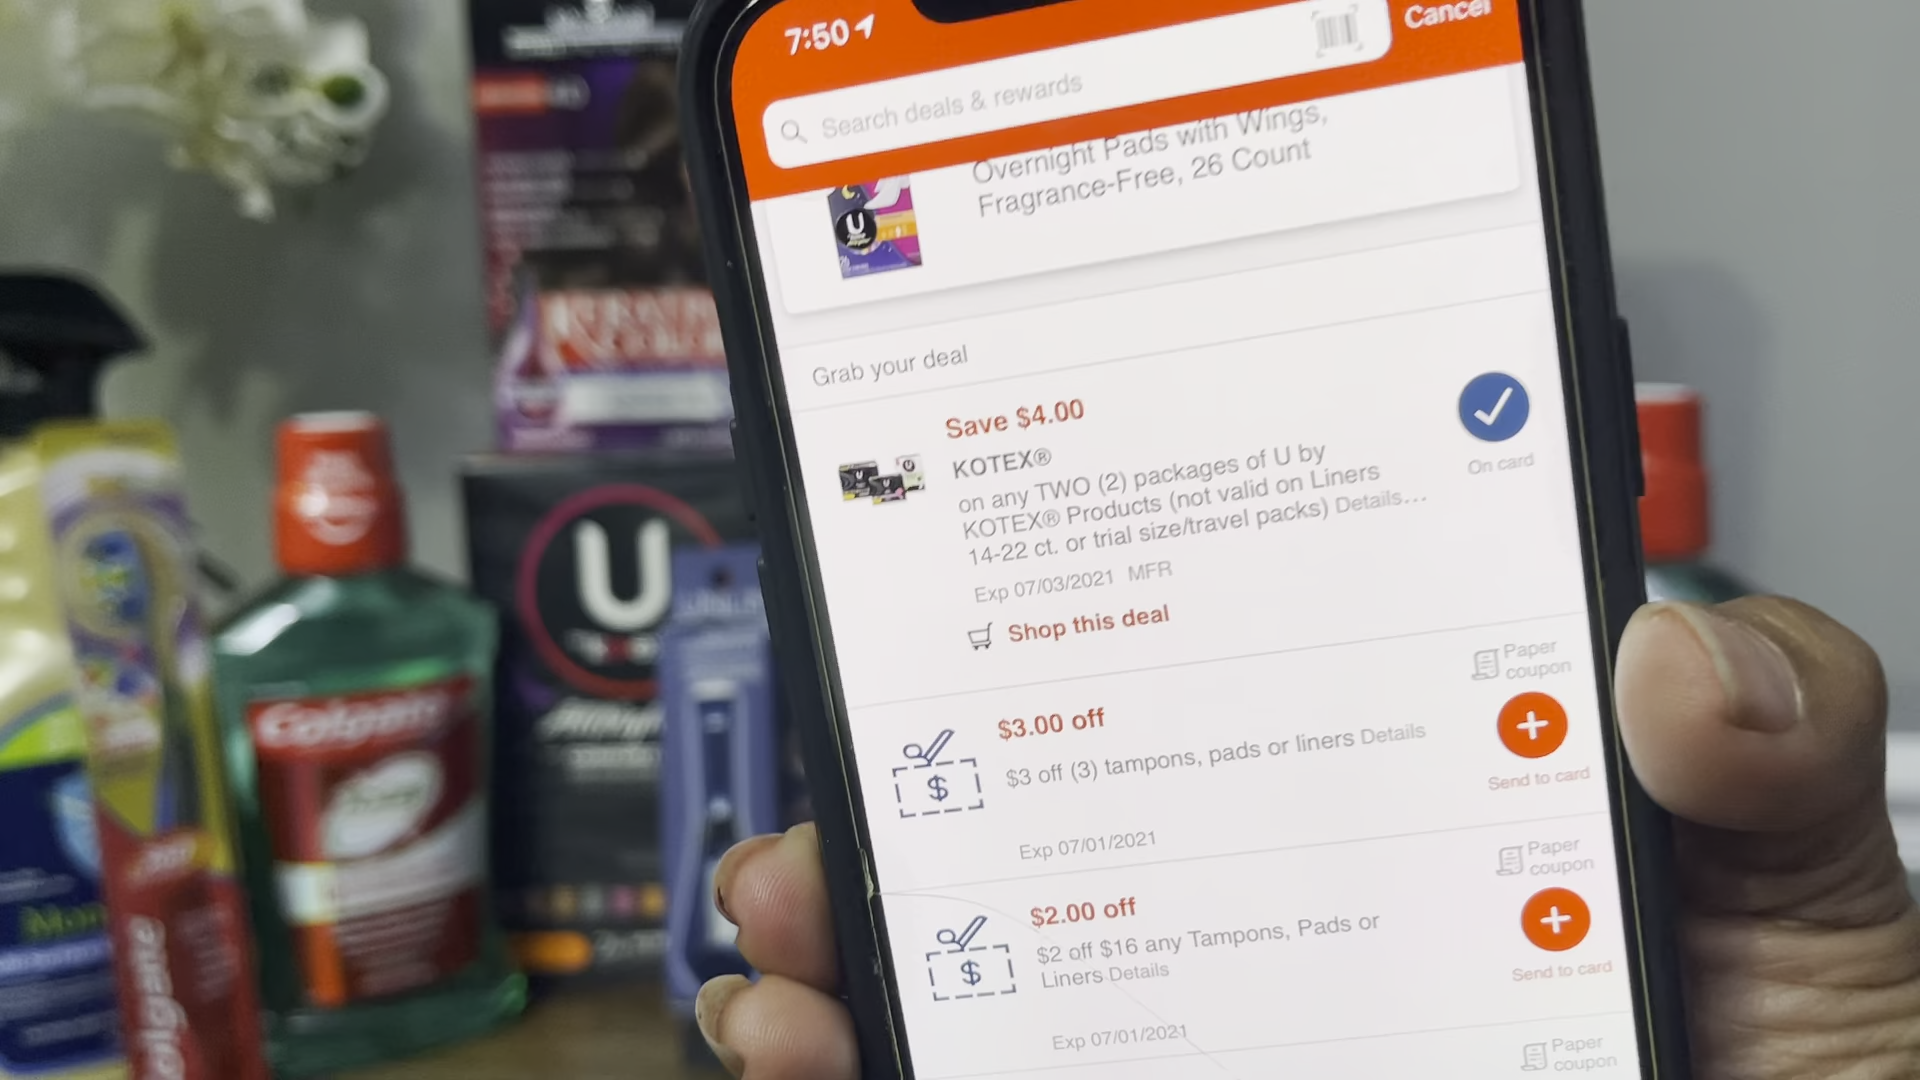 7:50
Cancel
Search deals & rewards
Overnight Pads with Wings,
Fragrance-Free, 26 Count
U
Grab your deal
Save $4.00
KOTEX®
on any TWO (2) packages of U by
KOTEX® Products (not valid on Liners
14-22 ct. or trial size/travel packs) Details...
Exp 07/03/2021 MFR
Shop this deal
On card
Paper
coupon
$3.00 off
$3 off (3) tampons, pads or liners Details
Send to card
Exp 07/01/2021
Paper
coupon
$2.00 off
$2 off $16 any Tampons, Pads or
Liners Details
Send to card
Exp 07/01/2021
Paper
coupon
U
Colgate
Colgate